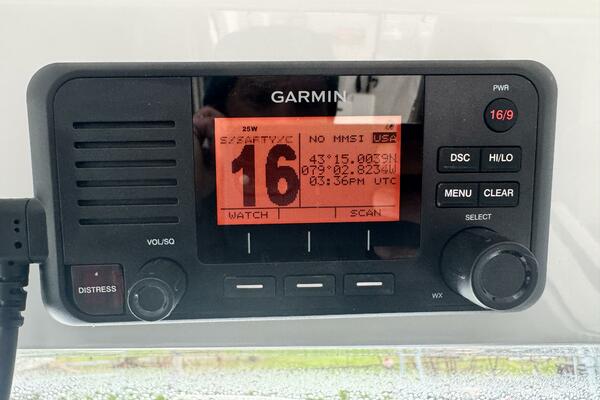 GARMIN
PWR
16/9
25W
S/SAFTY/C NO MMSI USA
16
43°15.0039N
079°02.8234W
03:36PM UTC
WATCH SCAN
DSC HI/LO
MENU CLEAR
SELECT
VOL/SQ
DISTRESS
WX